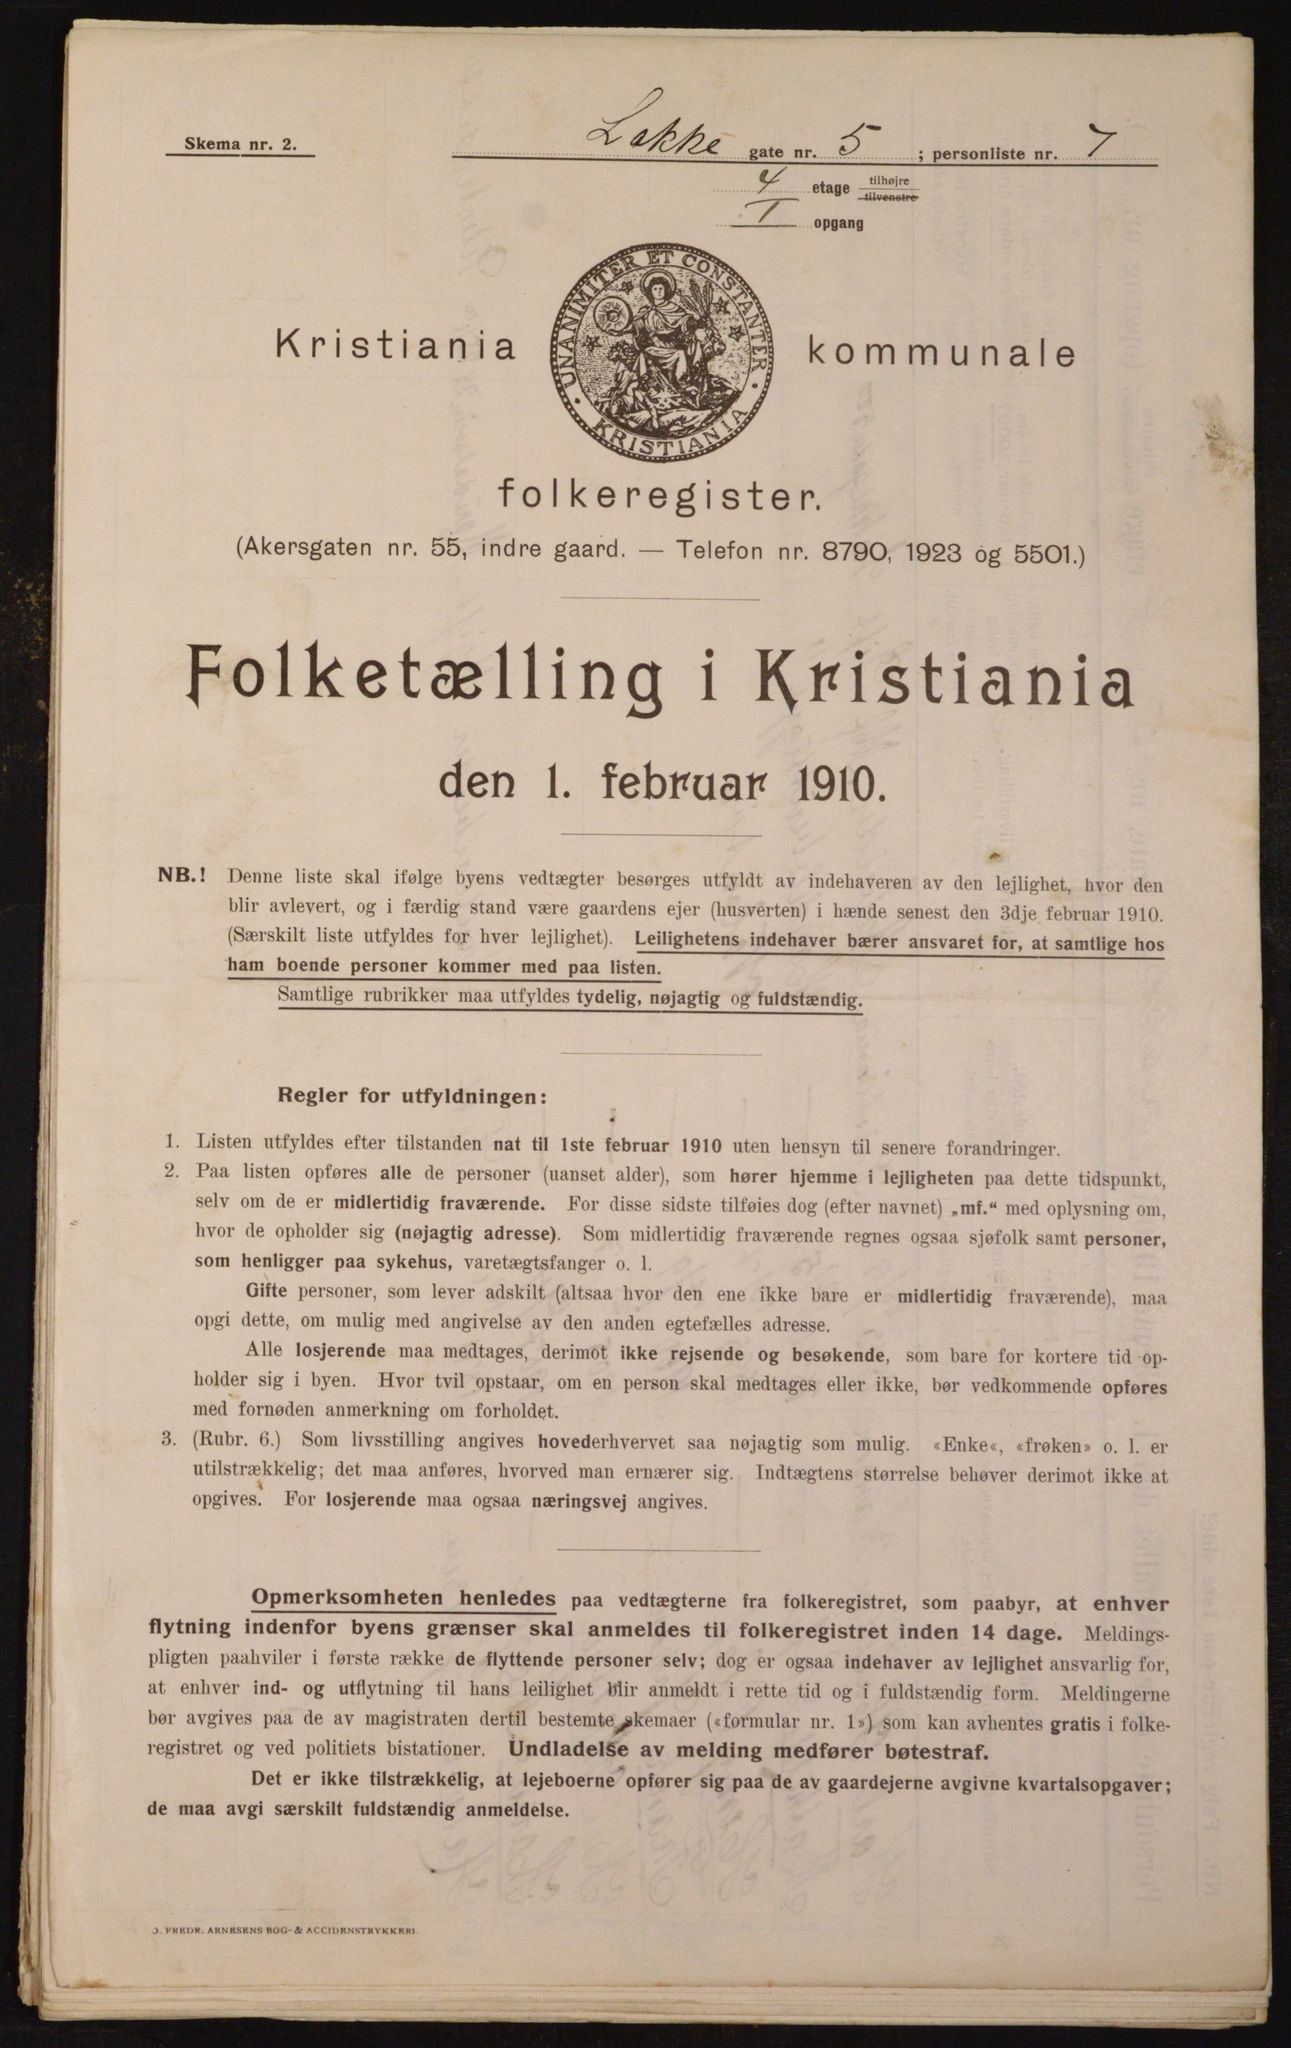 Skema nr. 2.
Lakke gate nr. 5 ; personliste nr. 7
4 etage tilhøjre
tilvenstre
I opgang
UNANIMITER ET CONSTANTER
KRISTIANIA
Kristiania kommunale
folkeregister.
(Akersgaten nr. 55, indre gaard. — Telefon nr. 8790, 1923 og 5501.)
Folketælling i Kristiania
den 1. februar 1910.
NB.! Denne liste skal ifølge byens vedtægter besørges utfyldt av indehaveren av den lejlighet, hvor den
blir avlevert, og i færdig stand være gaardens ejer (husverten) i hænde senest den 3dje februar 1910.
(Særskilt liste utfyldes for hver lejlighet). Leilighetens indehaver bærer ansvaret for, at samtlige hos
ham boende personer kommer med paa listen.
Samtlige rubrikker maa utfyldes tydelig, nøjagtig og fuldstændig.
Regler for utfyldningen:
1. Listen utfyldes efter tilstanden nat til 1ste februar 1910 uten hensyn til senere forandringer.
2. Paa listen opføres alle de personer (uanset alder), som hører hjemme i lejligheten paa dette tidspunkt,
selv om de er midlertidig fraværende. For disse sidste tilføies dog (efter navnet) „mf.“ med oplysning om,
hvor de opholder sig (nøjagtig adresse). Som midlertidig fraværende regnes ogsaa sjøfolk samt personer,
som henligger paa sykehus, varetægtsfanger o. l.
Gifte personer, som lever adskilt (altsaa hvor den ene ikke bare er midlertidig fraværende), maa
opgi dette, om mulig med angivelse av den anden egtefælles adresse.
Alle losjerende maa medtages, derimot ikke rejsende og besøkende, som bare for kortere tid op-
holder sig i byen. Hvor tvil opstaar, om en person skal medtages eller ikke, bør vedkommende opføres
med fornøden anmerkning om forholdet.
3. (Rubr. 6.) Som livsstilling angives hovederhvervet saa nøjagtig som mulig. «Enke«, «frøken» o. l. er
utilstrækkelig; det maa anføres, hvorved man ernærer sig. Indtægtens størrelse behøver derimot ikke at
opgives. For losjerende maa ogsaa næringsvej angives.
Opmerksomheten henledes paa vedtægterne fra folkeregistret, som paabyr, at enhver
flytning indenfor byens grænser skal anmeldes til folkeregistret inden 14 dage. Meldings-
pligten paahviler i første række de flyttende personer selv; dog er ogsaa indehaver av lejlighet ansvarlig for,
at enhver ind- og utflytning til hans leilighet blir anmeldt i rette tid og i fuldstændig form. Meldingerne
bør avgives paa de av magistraten dertil bestemte skemaer («formular nr. 1») som kan avhentes gratis i folke-
registret og ved politiets bistationer. Undladelse av melding medfører bøtestraf.
Det er ikke tilstrækkelig, at lejeboerne opfører sig paa de av gaardejerne avgivne kvartalsopgaver;
de maa avgi særskilt fuldstændig anmeldelse.
O. FREDR. ARNESENS BOG- & ACCIDENSTRYKKERI